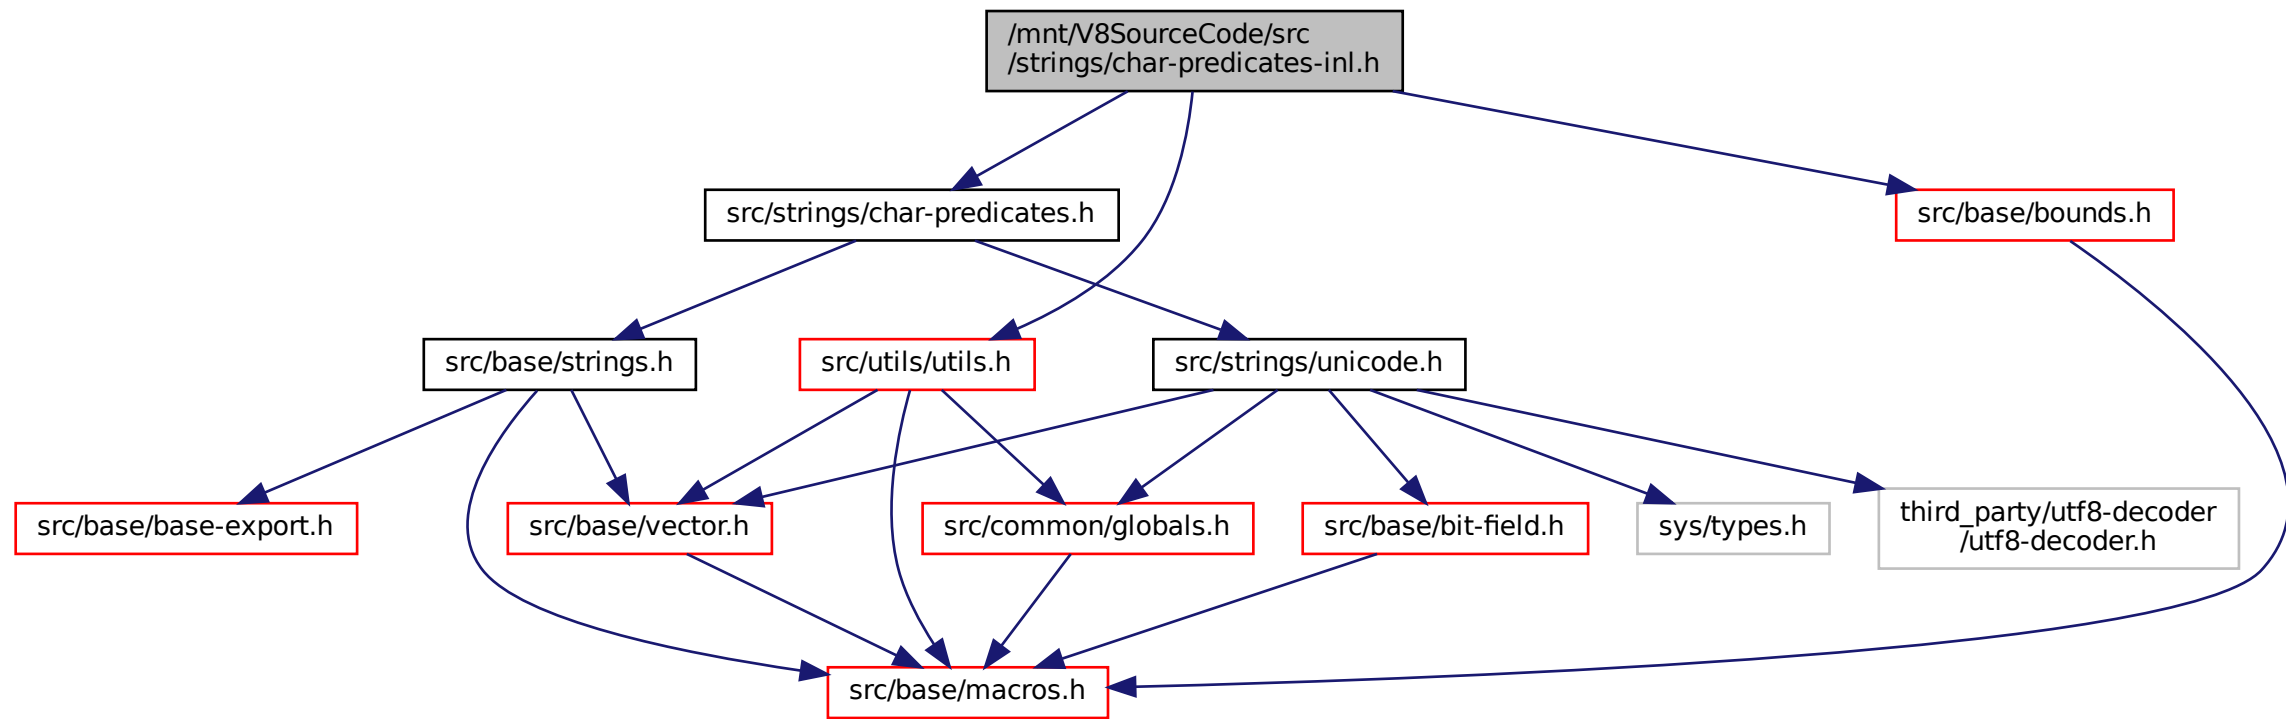 /mnt/V8SourceCode/src
/strings/char-predicates-inl.h
src/strings/char-predicates.h
src/base/bounds.h
src/base/strings.h
src/utils/utils.h
src/strings/unicode.h
src/base/base-export.h
src/base/vector.h
src/common/globals.h
src/base/bit-field.h
sys/types.h
third_party/utf8-decoder
/utf8-decoder.h
src/base/macros.h